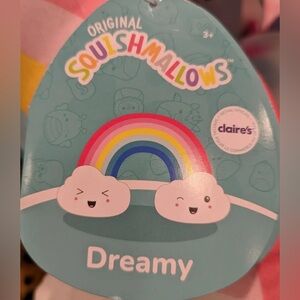 ORIGINAL
SQUISHMALLOWS
3+
claire's
Dreamy